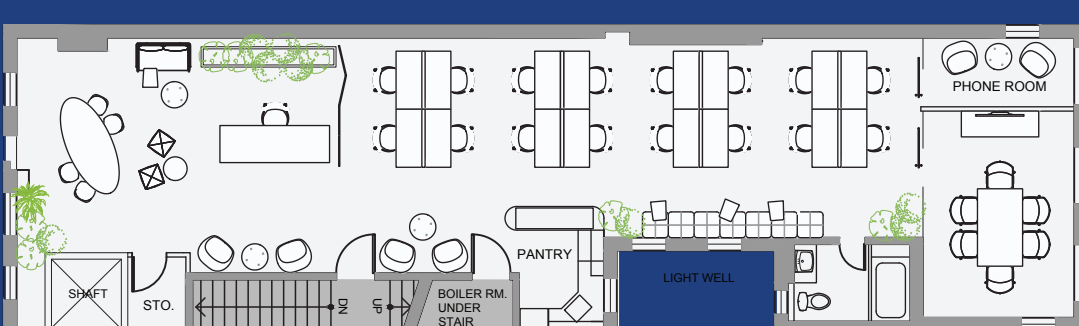 PHONE ROOM
PANTRY
LIGHT WELL
SHAFT
STO.
DN
UP
BOILER RM.
UNDER
STAIR